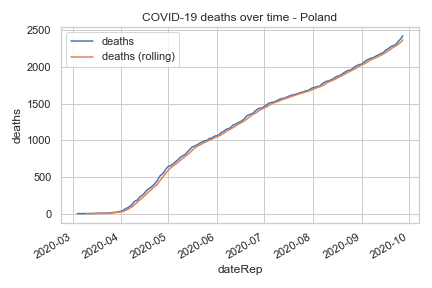 COVID-19 deaths over time - Poland
deaths
deaths (rolling)
2500
2000
1500
1000
500
0
deaths
2020-03
2020-04
2020-05
2020-06
2020-07
2020-08
2020-09
2020-10
dateRep